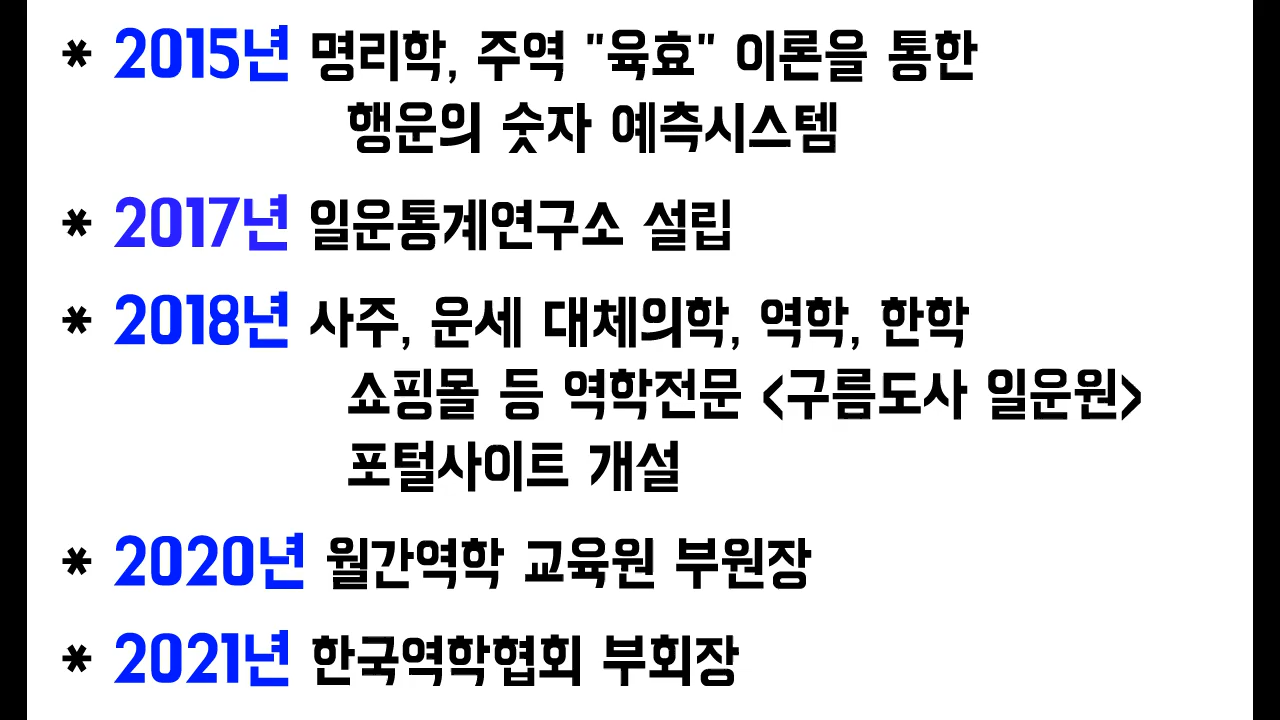 * 2015년 명리학, 주역 "육효" 이론을 통한
행운의 숫자 예측시스템
* 2017년 일운통계연구소 설립
* 2018년 사주, 운세 대체의학, 역학, 한학
쇼핑몰 등 역학전문 <구름도사 일운원>
포털사이트 개설
* 2020년 월간역학 교육원 부원장
* 2021년 한국역학협회 부회장